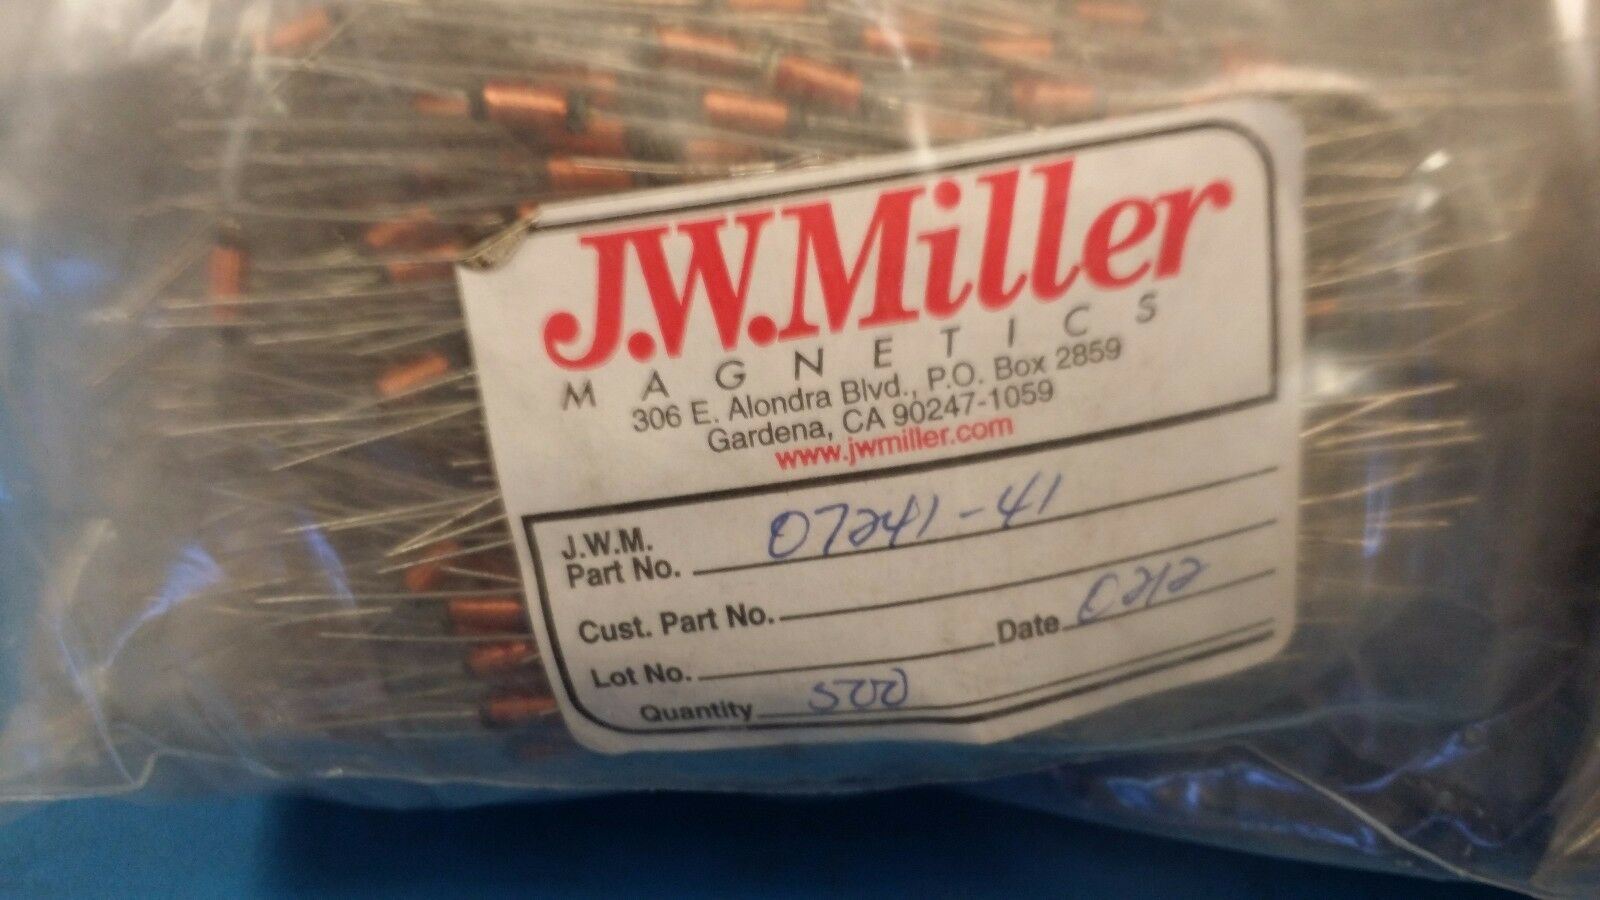 J.W.Miller
MAGNETICS
306 E. Alondra Blvd., P.O. Box 2859
Gardena, CA 90247-1059
www.jwmiller.com
J.W.M.
Part No. 07241-41
Cust. Part No.
Lot No. Date 0212
Quantity 500